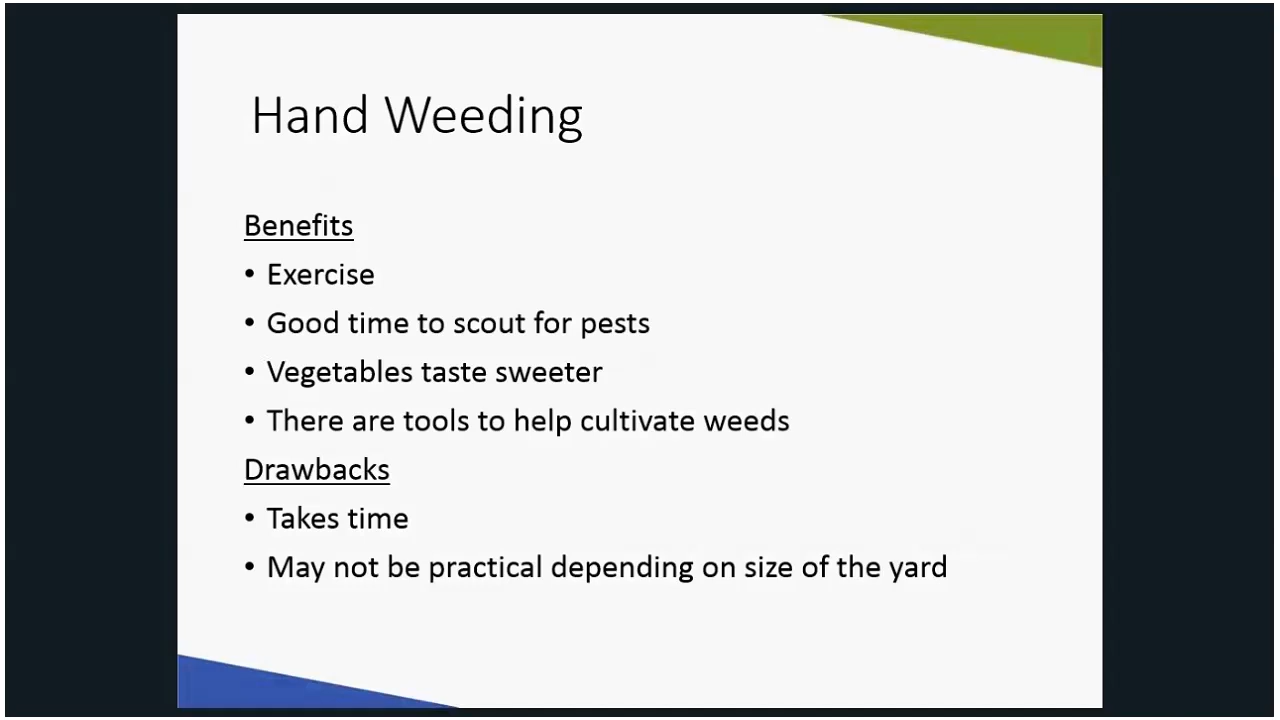 Hand Weeding
Benefits
• Exercise
• Good time to scout for pests
• Vegetables taste sweeter
• There are tools to help cultivate weeds
Drawbacks
• Takes time
• May not be practical depending on size of the yard